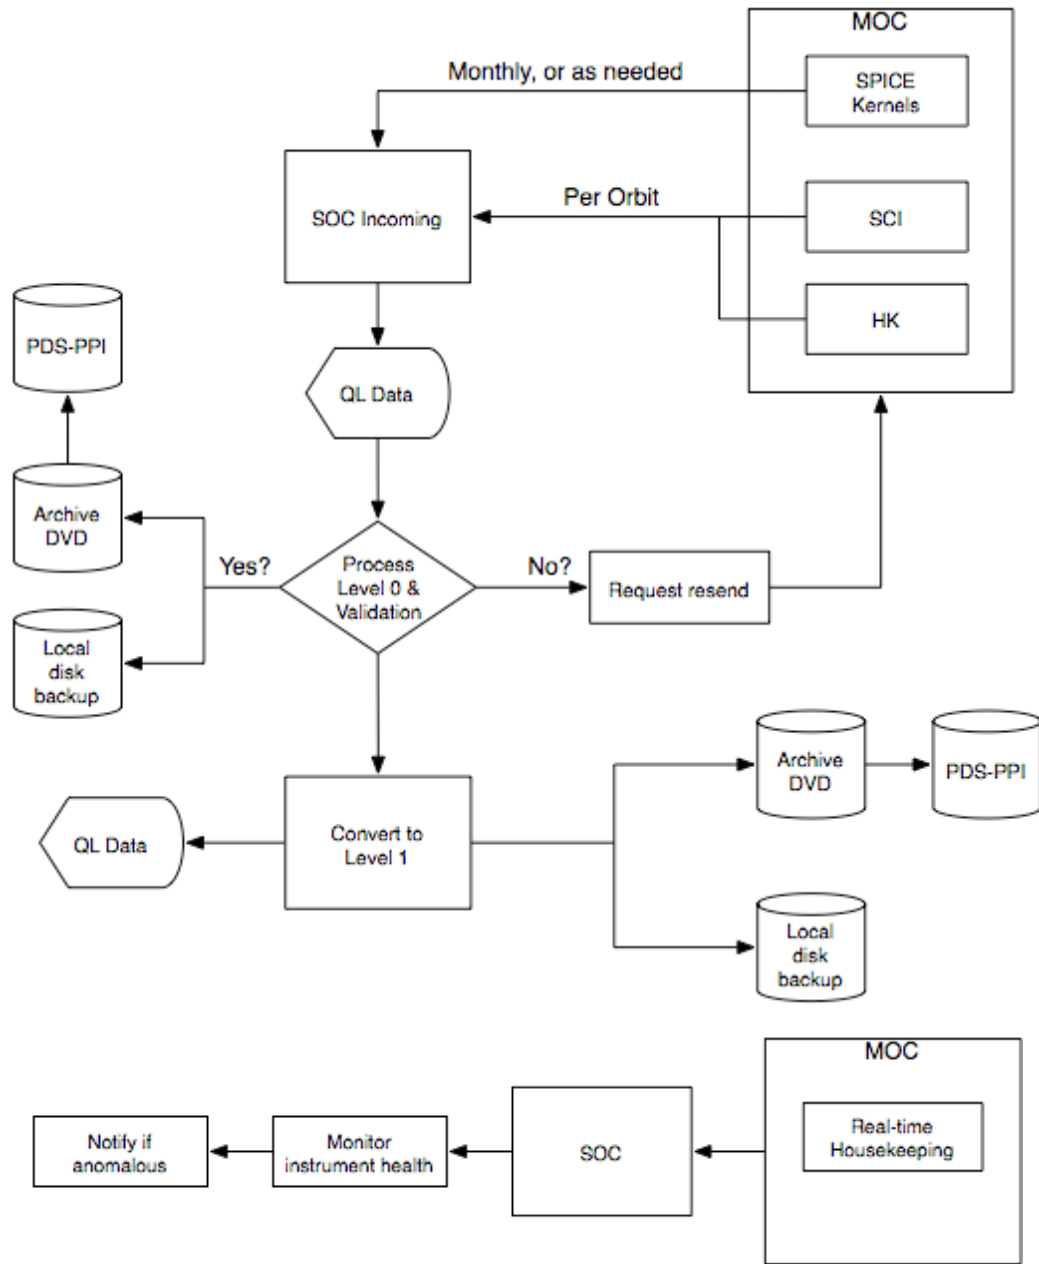 MOC
Monthly, or as needed
SPICE
Kernels
Per Orbit
SCI
SOC Incoming
HK
PDS-PPI
QL Data
Archive
DVD
Yes?
Process
Level 0 &
Validation
No?
Request resend
Local
disk
backup
Archive
DVD
PDS-PPI
QL Data
Convert to
Level 1
Local
disk
backup
MOC
Real-time
Housekeeping
SOC
Monitor
instrument health
Notify if
anomalous